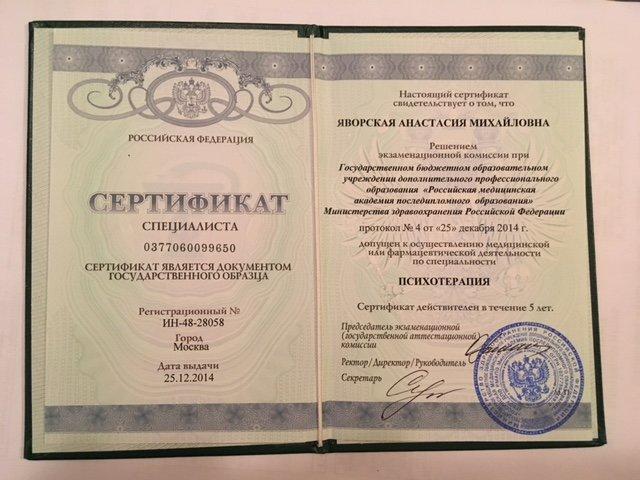 РОССИЙСКАЯ ФЕДЕРАЦИЯ
СЕРТИФИКАТ
СПЕЦИАЛИСТА
0377060099650
СЕРТИФИКАТ ЯВЛЯЕТСЯ ДОКУМЕНТОМ
ГОСУДАРСТВЕННОГО ОБРАЗЦА
Регистрационный №
ИН-48-28058
Город
Москва
Дата выдачи
25.12.2014
Настоящий сертификат
свидетельствует о том, что
ЯВОРСКАЯ АНАСТАСИЯ МИХАЙЛОВНА
Решением
экзаменационной комиссии при
Государственном бюджетном образовательном
учреждении дополнительного профессионального
образования «Российская медицинская
академия последипломного образования»
Министерства здравоохранения Российской Федерации
протокол № 4 от «25» декабря 2014 г.
допущен к осуществлению медицинской
или фармацевтической деятельности
по специальности
ПСИХОТЕРАПИЯ
Сертификат действителен в течение 5 лет.
Председатель экзаменационной
(государственной аттестационной)
комиссии
Ректор/Директор/Руководитель
Секретарь